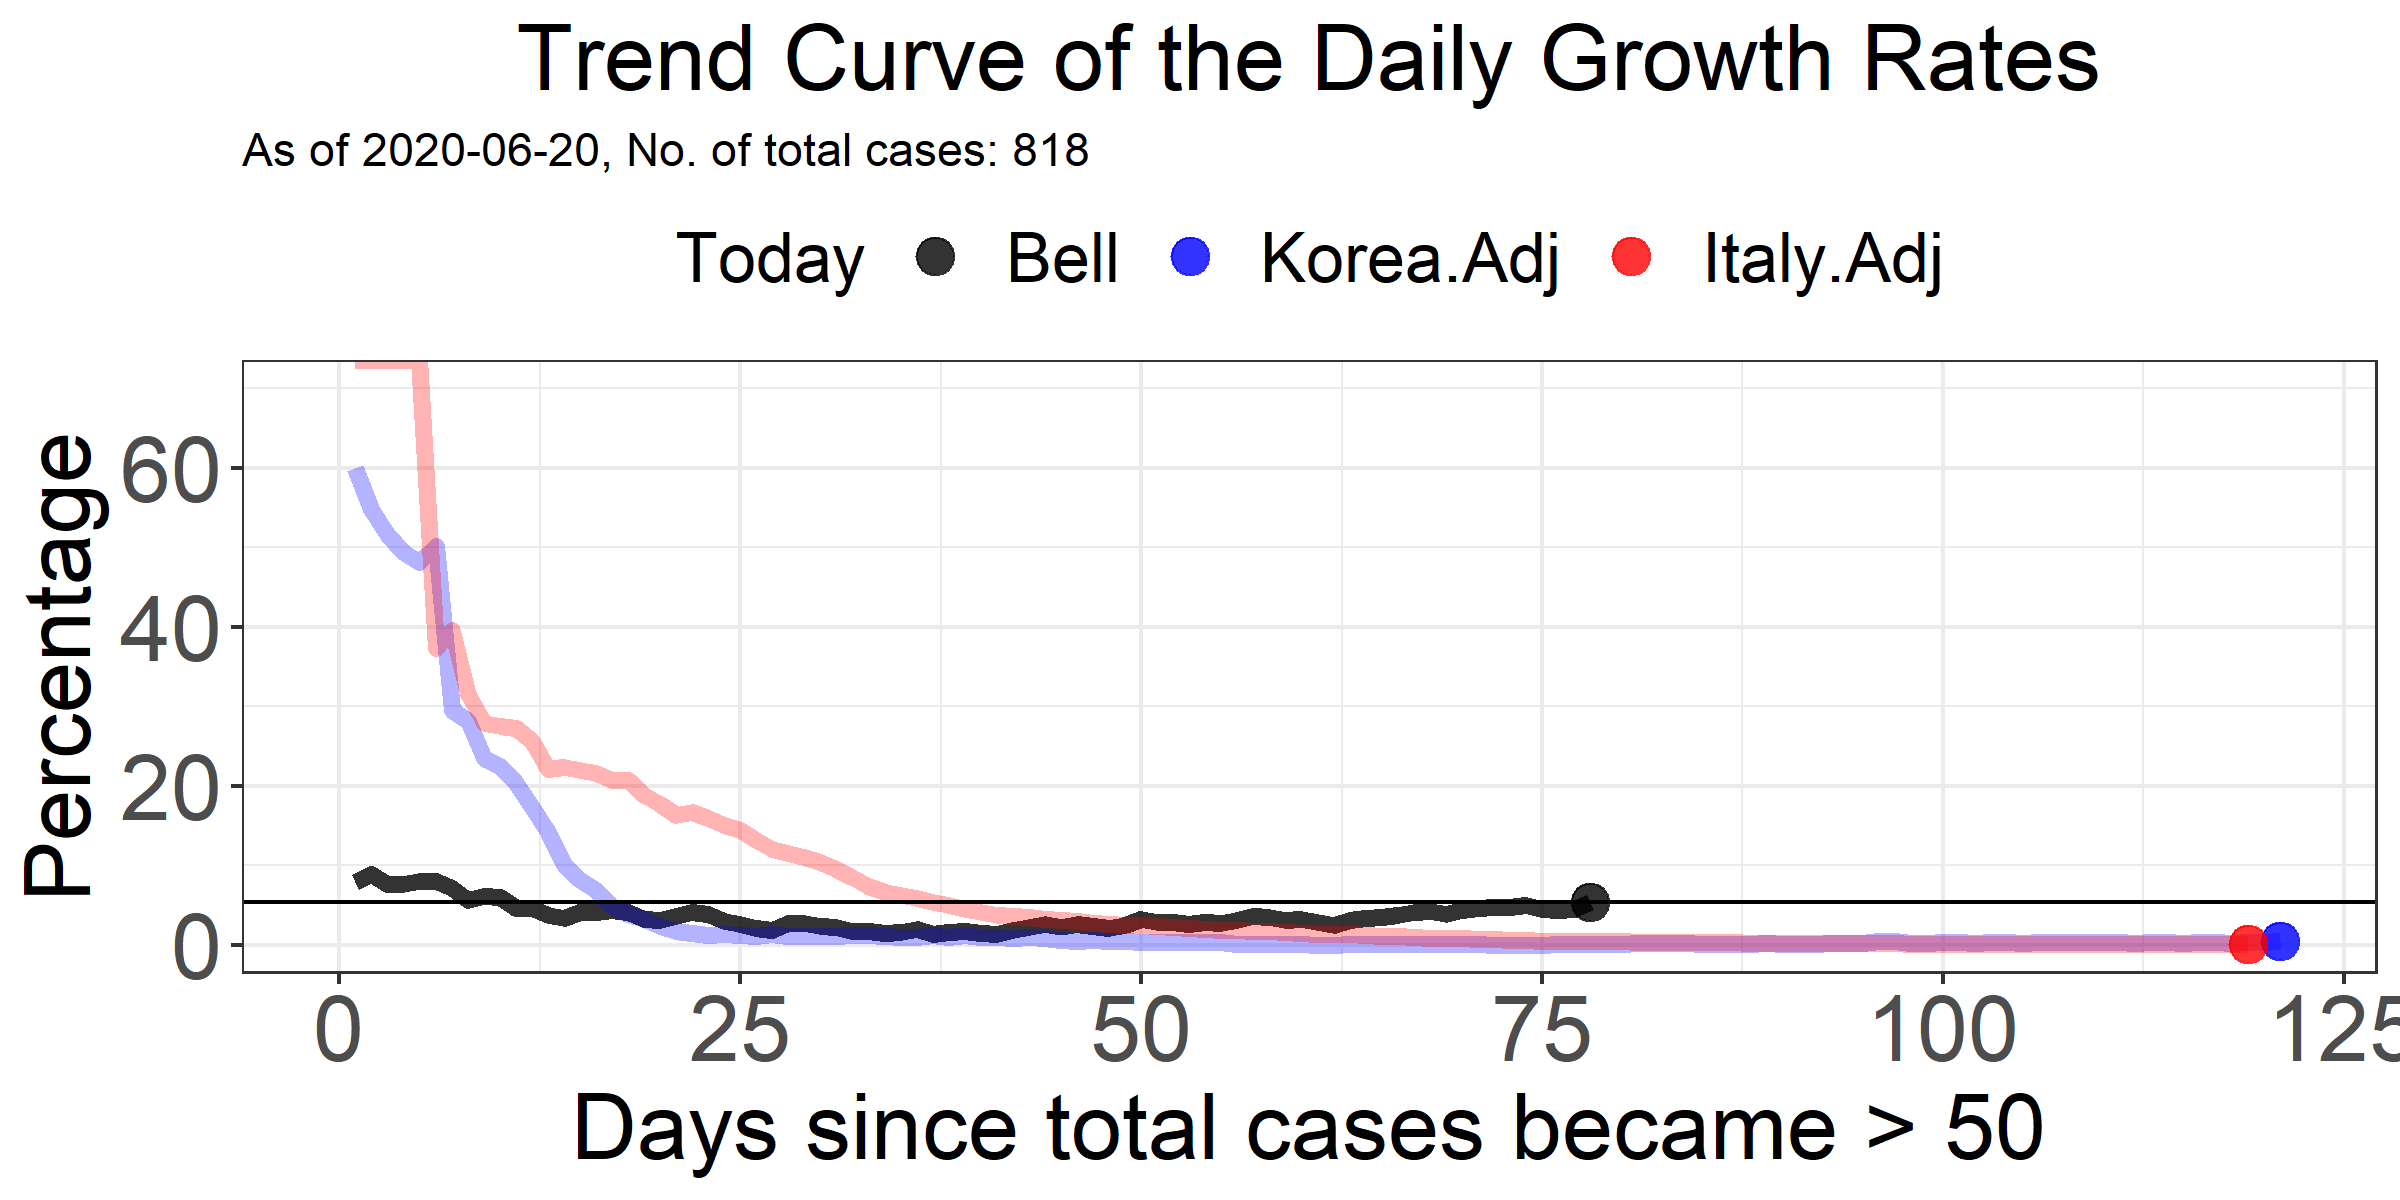 Trend Curve of the Daily Growth Rates
As of 2020-06-20, No. of total cases: 818
Today Bell Korea.Adj Italy.Adj
Percentage
60
40
20
0
0 25 50 75 100 125
Days since total cases became > 50